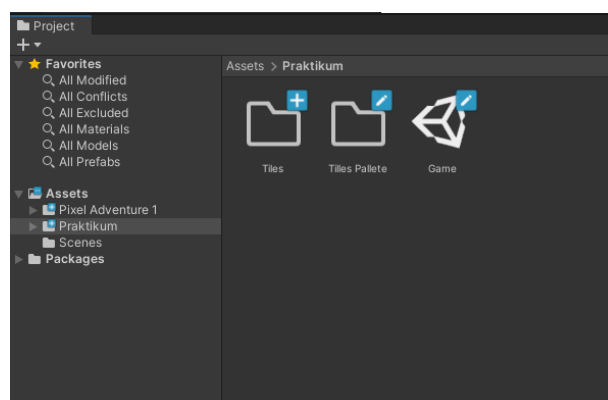 Project
Favorites
All Modified
All Conflicts
All Excluded
All Materials
All Models
All Prefabs
Assets
Pixel Adventure 1
Praktikum
Scenes
Packages
Assets > Praktikum
Tiles
Tilles Pallete
Game